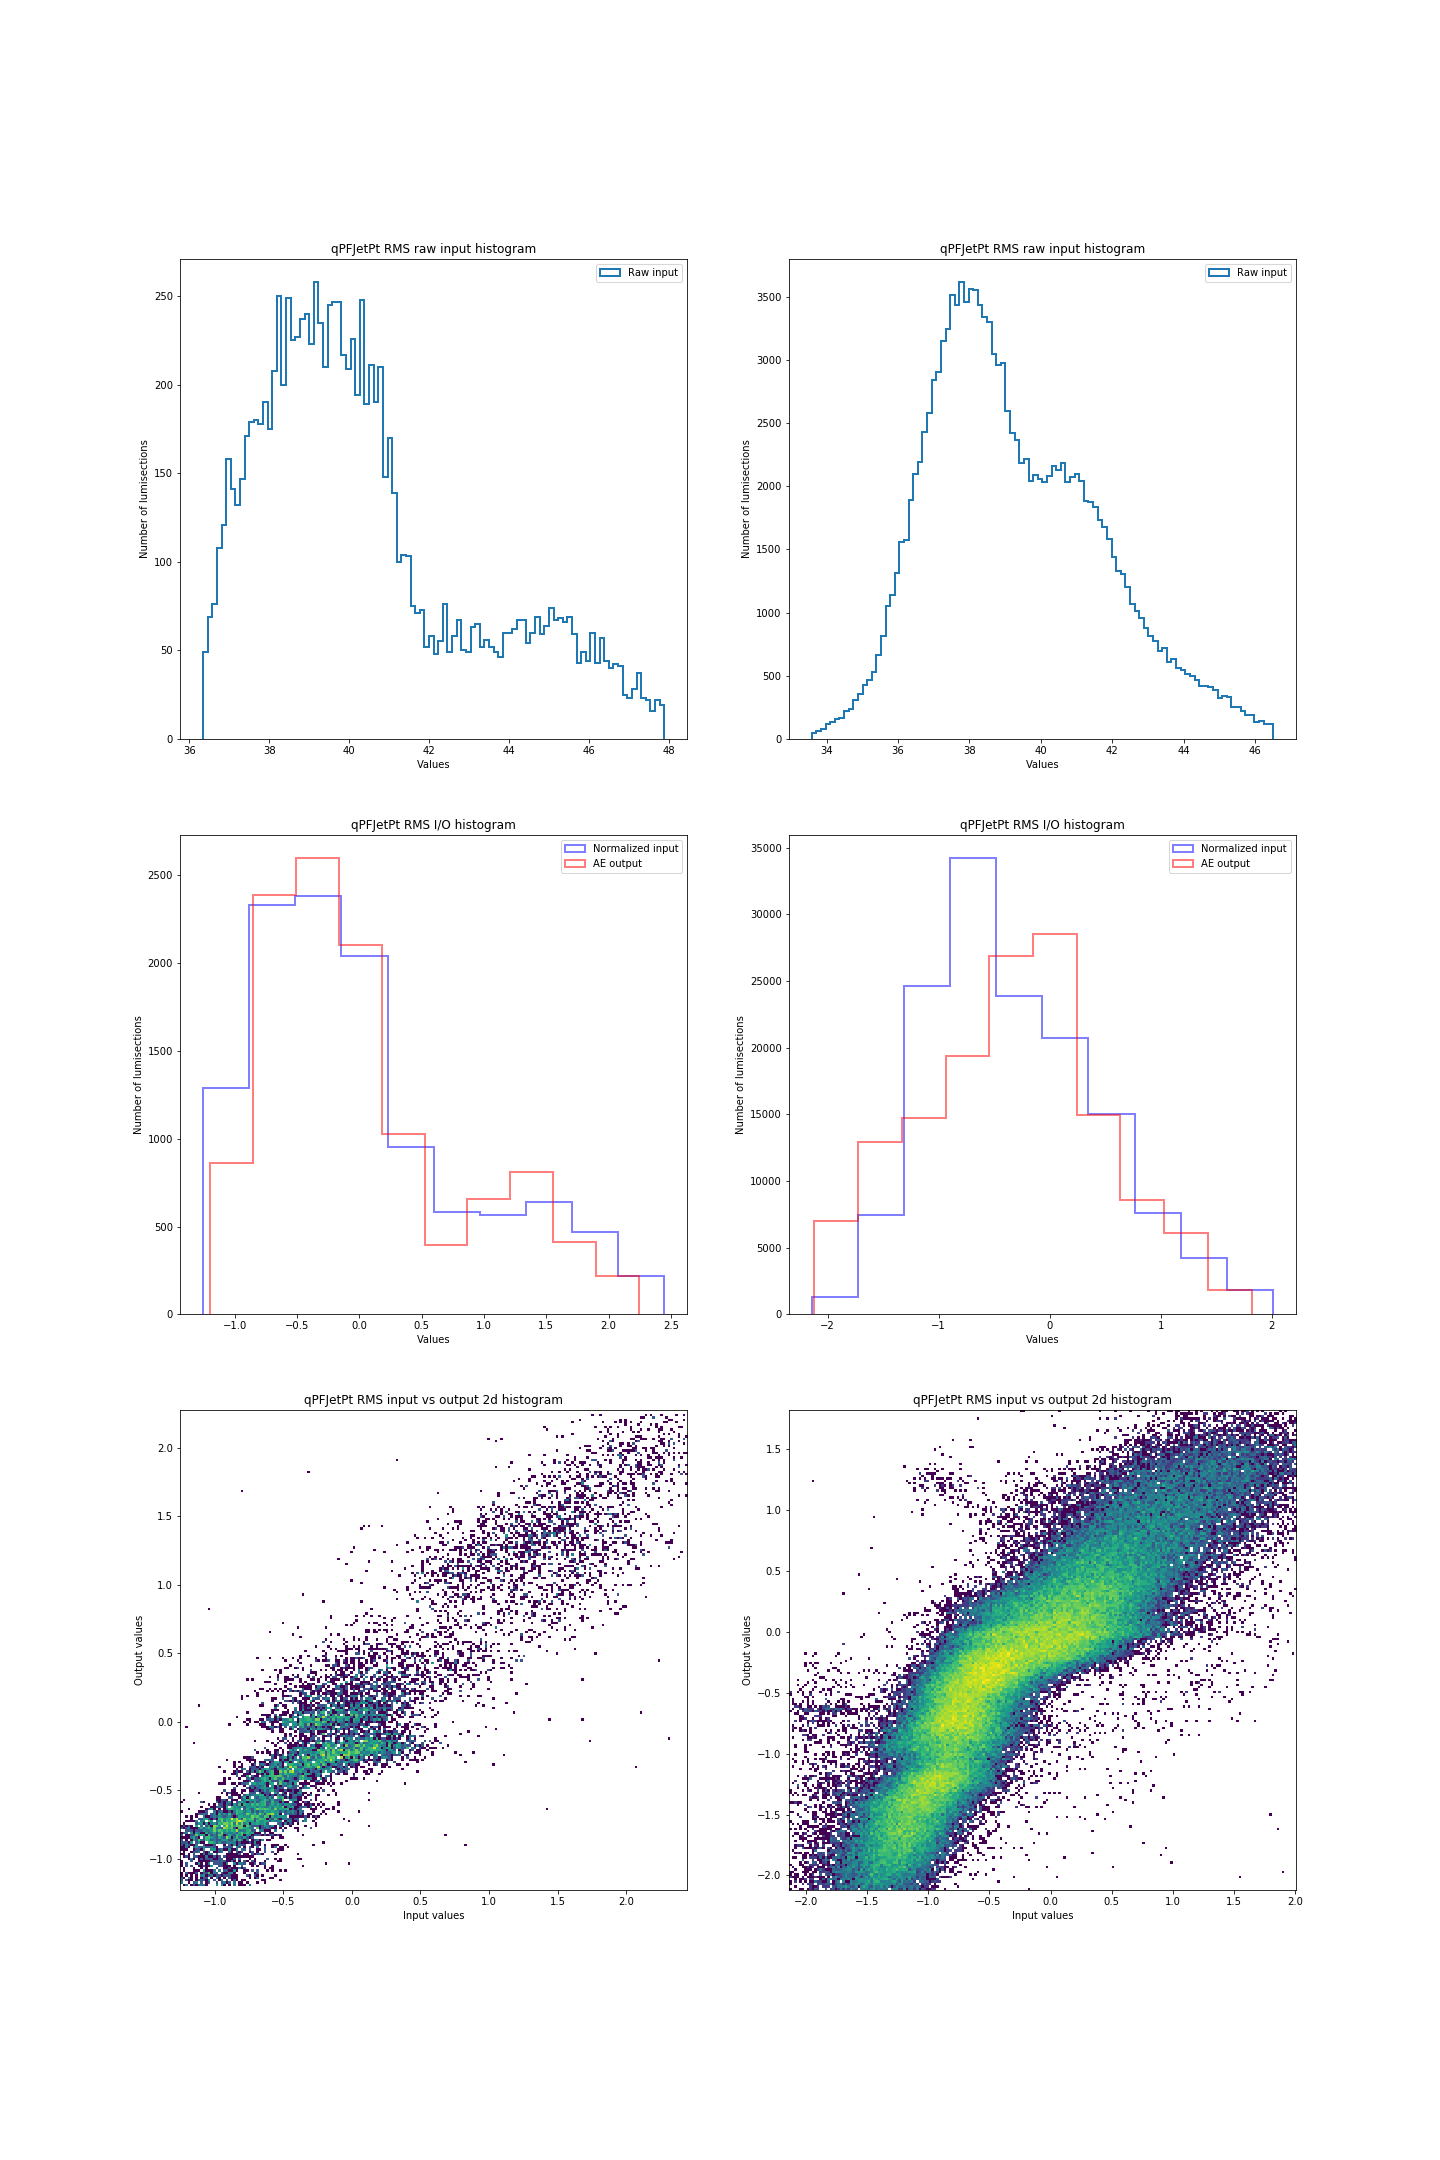 qPFJetPt RMS raw input histogram
Raw input
Number of lumisections
250
200
150
100
50
0
36 38 40 42 44 46 48
Values
qPFJetPt RMS raw input histogram
Raw input
Number of lumisections
3500
3000
2500
2000
1500
1000
500
0
34 36 38 40 42 44 46
Values
qPFJetPt RMS I/O histogram
Normalized input
AE output
Number of lumisections
2500
2000
1500
1000
500
0
−1.0 −0.5 0.0 0.5 1.0 1.5 2.0 2.5
Values
qPFJetPt RMS I/O histogram
Normalized input
AE output
Number of lumisections
35000
30000
25000
20000
15000
10000
5000
0
−2 −1 0 1 2
Values
qPFJetPt RMS input vs output 2d histogram
Output values
2.0
1.5
1.0
0.5
0.0
−0.5
−1.0
−1.0 −0.5 0.0 0.5 1.0 1.5 2.0
Input values
qPFJetPt RMS input vs output 2d histogram
Output values
1.5
1.0
0.5
0.0
−0.5
−1.0
−1.5
−2.0
−2.0 −1.5 −1.0 −0.5 0.0 0.5 1.0 1.5 2.0
Input values